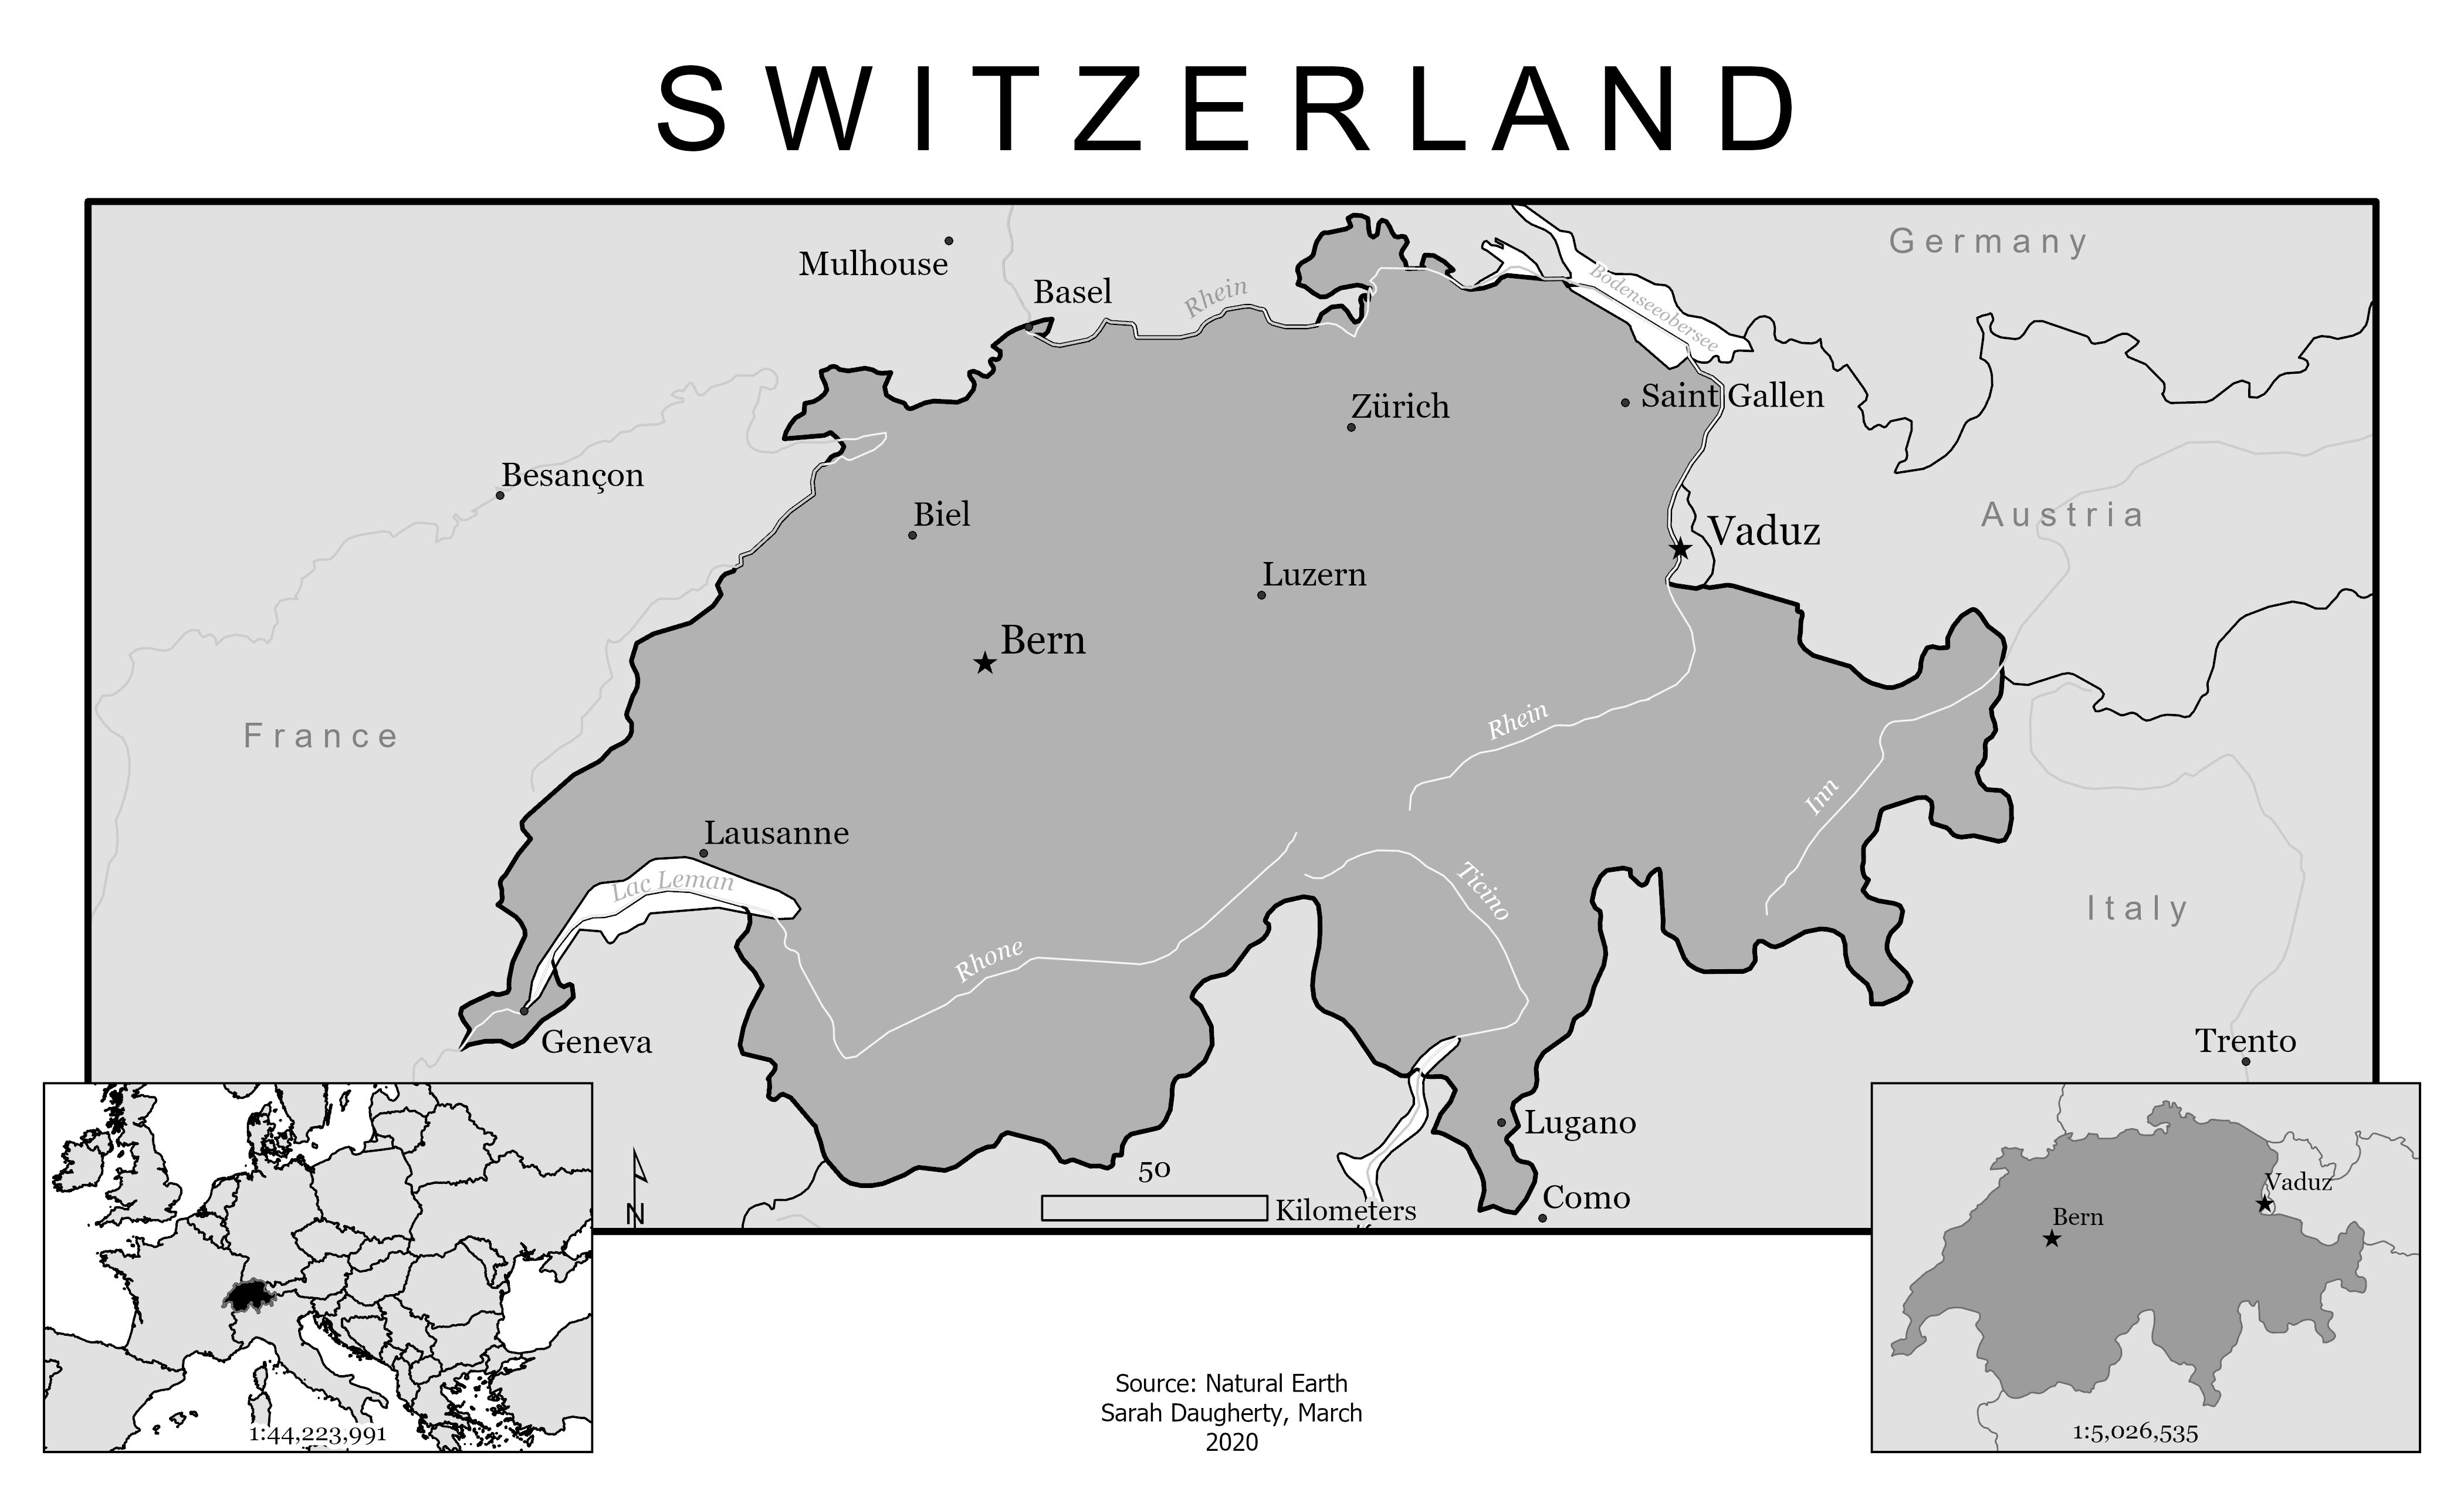 SWITZERLAND
Germany
Mulhouse
Basel
Rhein
Bodenseeobersee
Zürich
Saint Gallen
Besançon
Biel
Austria
Vaduz
Luzern
Bern
France
Rhein
Inn
Lausanne
Lac Leman
Ticino
Italy
Rhone
Geneva
Trento
Lugano
50
Kilometers
N
Como
1:44,223,991
Vaduz
Bern
1:5,026,535
Source: Natural Earth
Sarah Daugherty, March
2020